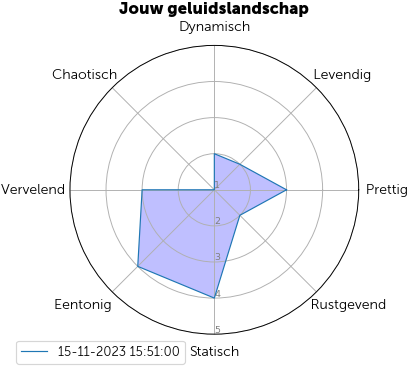 Jouw geluidslandschap
Dynamisch
Chaotisch
Levendig
Vervelend
Prettig
1
2
3
4
5
Eentonig
Rustgevend
Statisch
15-11-2023 15:51:00